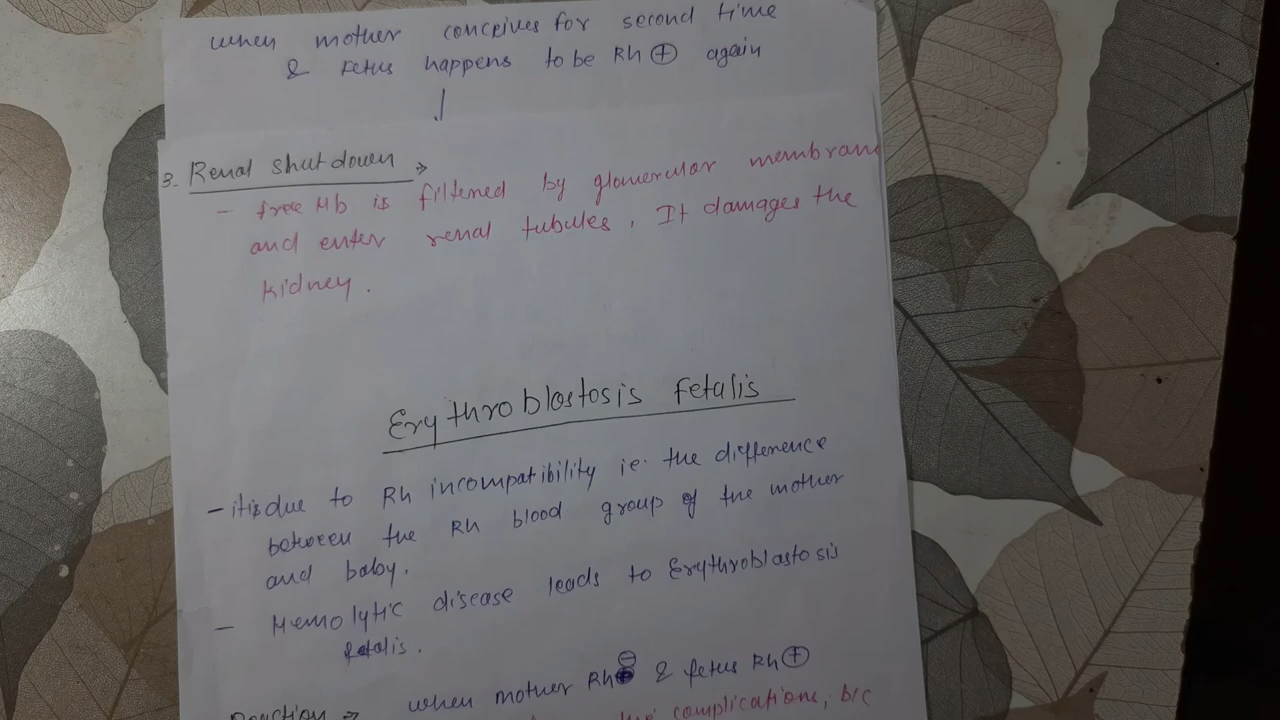 when mother conceives for second time
& Fetus happens to be Rh ⊕ again
↓
3. Renal shutdown →
- free Hb is filtered by glomerular membran
and enter renal tubules. It damages the
kidney.
Erythroblastosis Fetalis
- it is due to Rh incompatibility ie. the difference
between the Rh blood group of the mother
and baby.
- Hemolytic disease leads to Erythroblastosis
fetalis.
when mother Rh ⊖ & fetus Rh ⊕
Reaction ⇒
complications, b/c